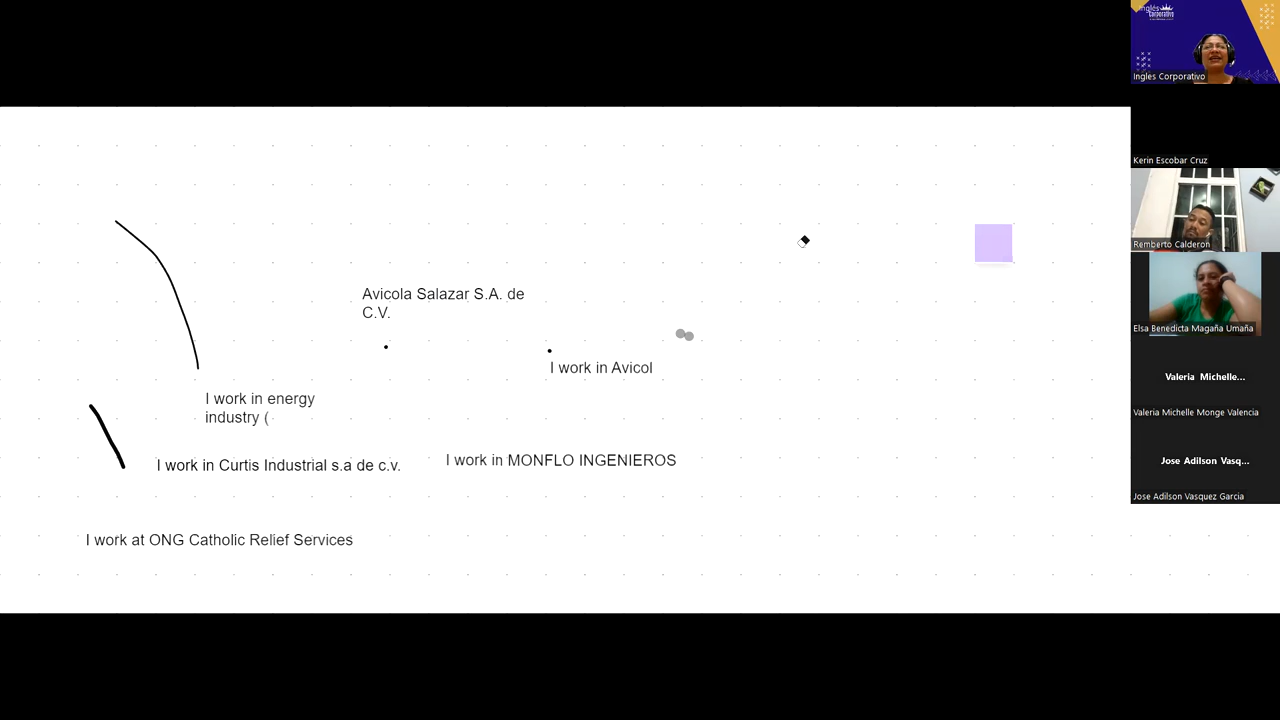 Inglés
Corporativo
Ingles Corporativo
Kerin Escobar Cruz
Remberto Calderon
Elsa Benedicta Magaña Umaña
Valeria Michelle...
Valeria Michelle Monge Valencia
Jose Adilson Vasq...
Jose Adilson Vasquez Garcia
Avicola Salazar S.A. de
C.V.
I work in Avicol
I work in energy
industry (
I work in Curtis Industrial s.a de c.v.
I work in MONFLO INGENIEROS
I work at ONG Catholic Relief Services